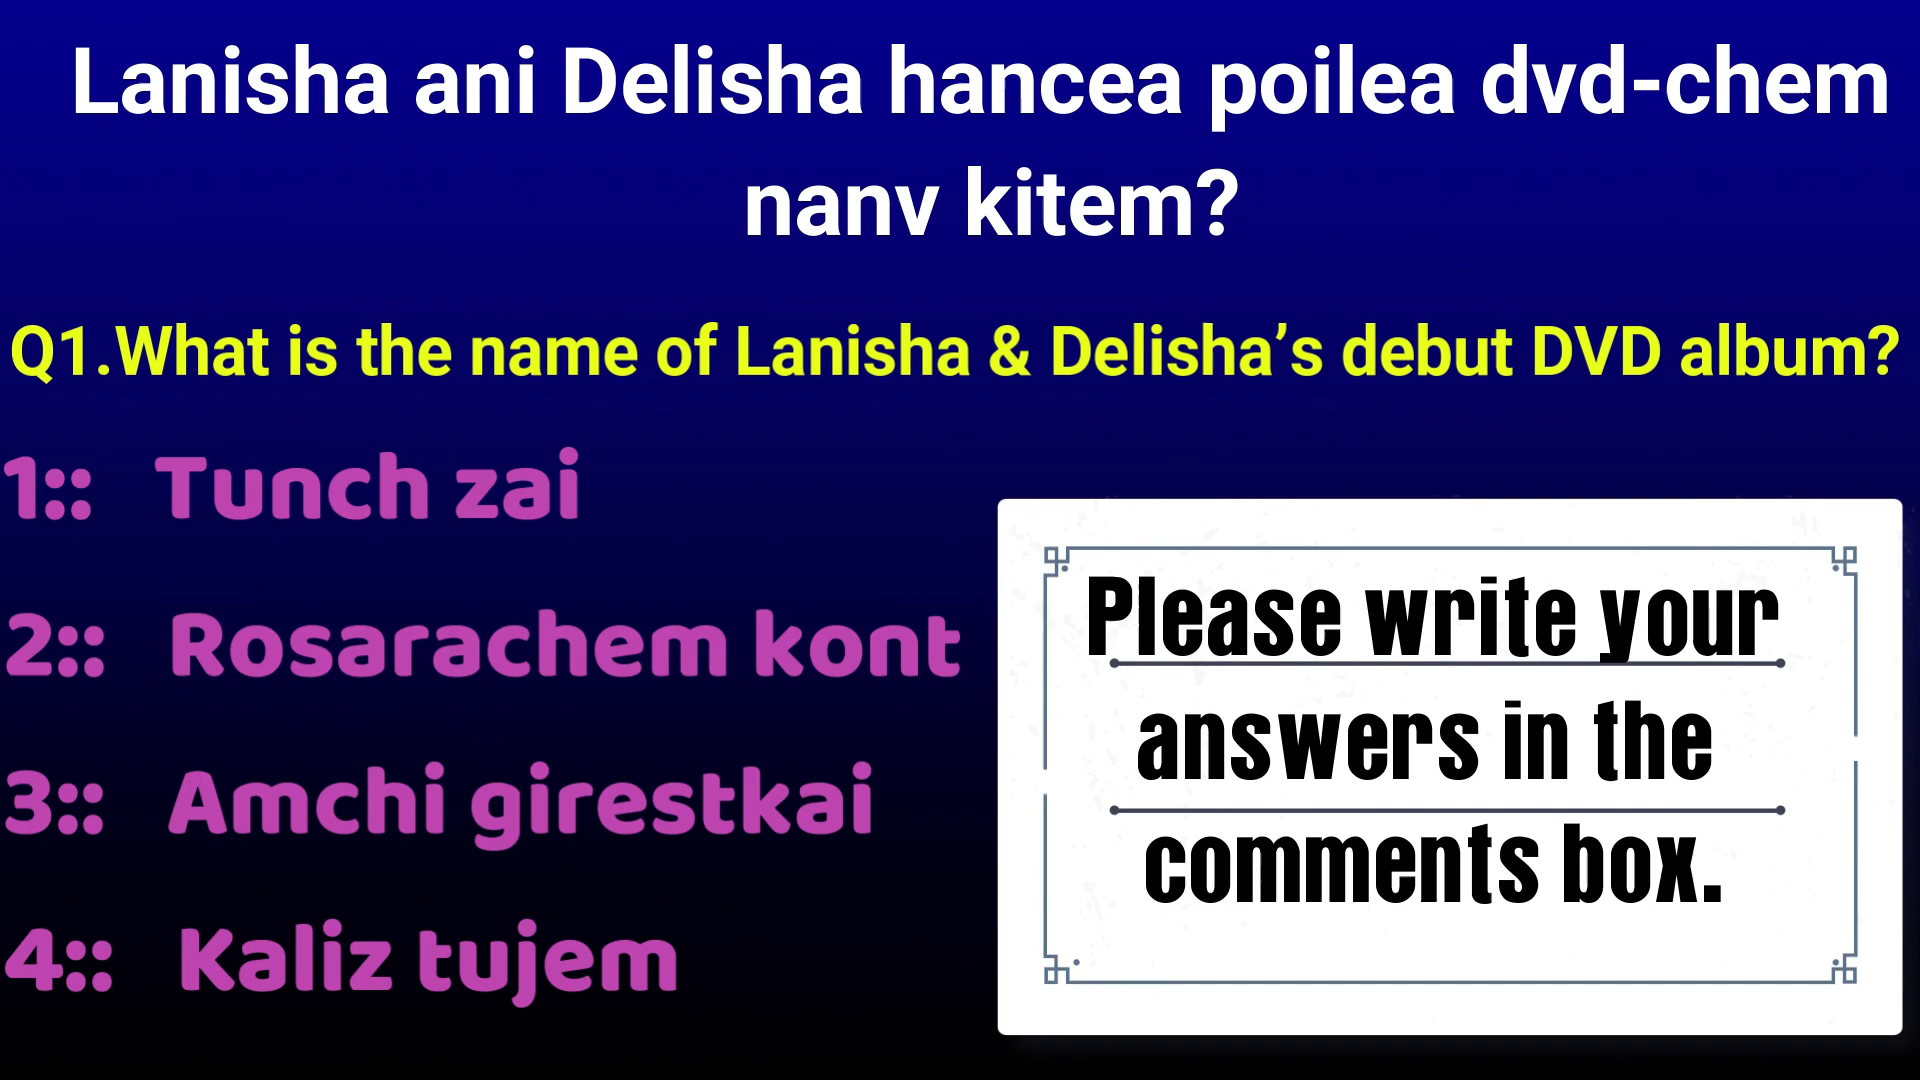 Lanisha ani Delisha hancea poilea dvd-chem
nanv kitem?
Q1.What is the name of Lanisha & Delisha’s debut DVD album?
1:: Tunch zai
2:: Rosarachem kont
3:: Amchi girestkai
4:: Kaliz tujem
Please write your
answers in the
comments box.